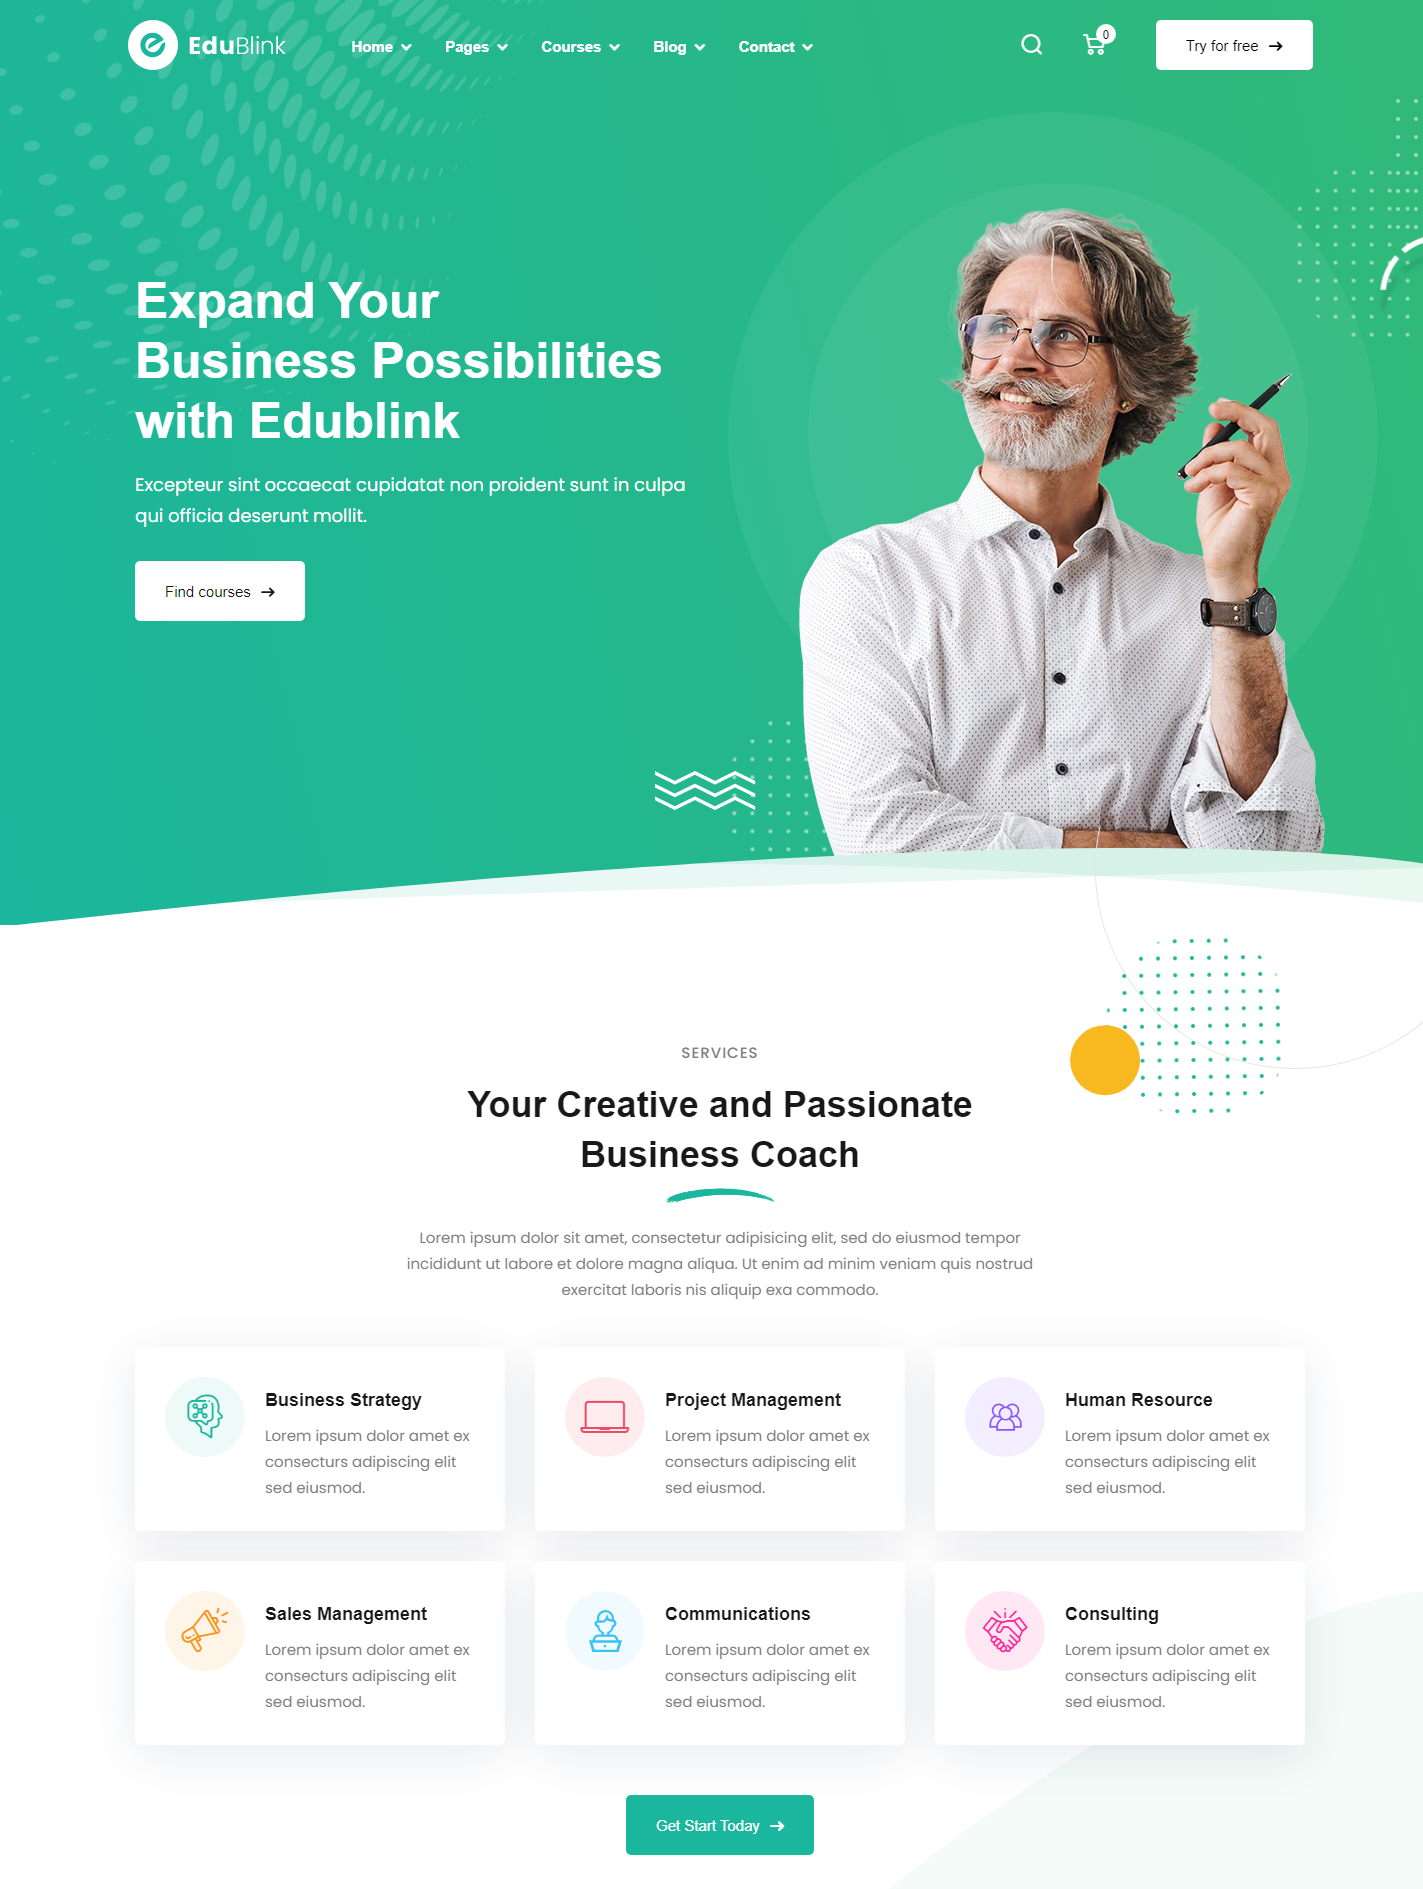 EduBlink
Home
Pages
Courses
Blog
Contact
0
Try for free
Expand Your
Business Possibilities
with Edublink
Excepteur sint occaecat cupidatat non proident sunt in culpa
qui officia deserunt mollit.
Find courses
SERVICES
Your Creative and Passionate
Business Coach
Lorem ipsum dolor sit amet, consectetur adipisicing elit, sed do eiusmod tempor
incididunt ut labore et dolore magna aliqua. Ut enim ad minim veniam quis nostrud
exercitat laboris nis aliquip exa commodo.
Business Strategy
Lorem ipsum dolor amet ex
consecturs adipiscing elit
sed eiusmod.
Project Management
Lorem ipsum dolor amet ex
consecturs adipiscing elit
sed eiusmod.
Human Resource
Lorem ipsum dolor amet ex
consecturs adipiscing elit
sed eiusmod.
Sales Management
Lorem ipsum dolor amet ex
consecturs adipiscing elit
sed eiusmod.
Communications
Lorem ipsum dolor amet ex
consecturs adipiscing elit
sed eiusmod.
Consulting
Lorem ipsum dolor amet ex
consecturs adipiscing elit
sed eiusmod.
Get Start Today